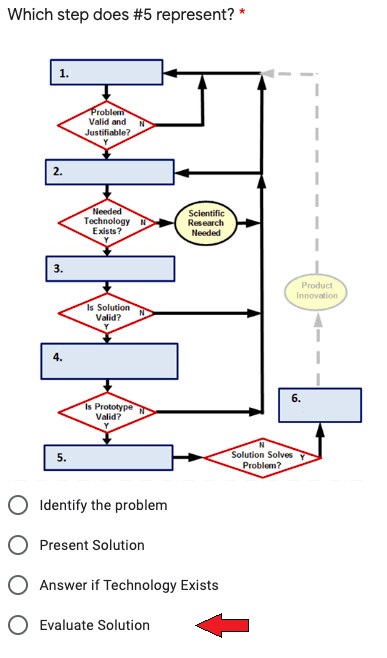 Which step does #5 represent? *
1.
Problem
Valid and
Justifiable?
N
Y
2.
Needed
Technology
Exists?
N
Y
Scientific
Research
Needed
3.
Is Solution
Valid?
N
Y
Product
Innovation
4.
Is Prototype
Valid?
N
Y
6.
5.
N
Solution Solves
Problem?
Y
Identify the problem
Present Solution
Answer if Technology Exists
Evaluate Solution